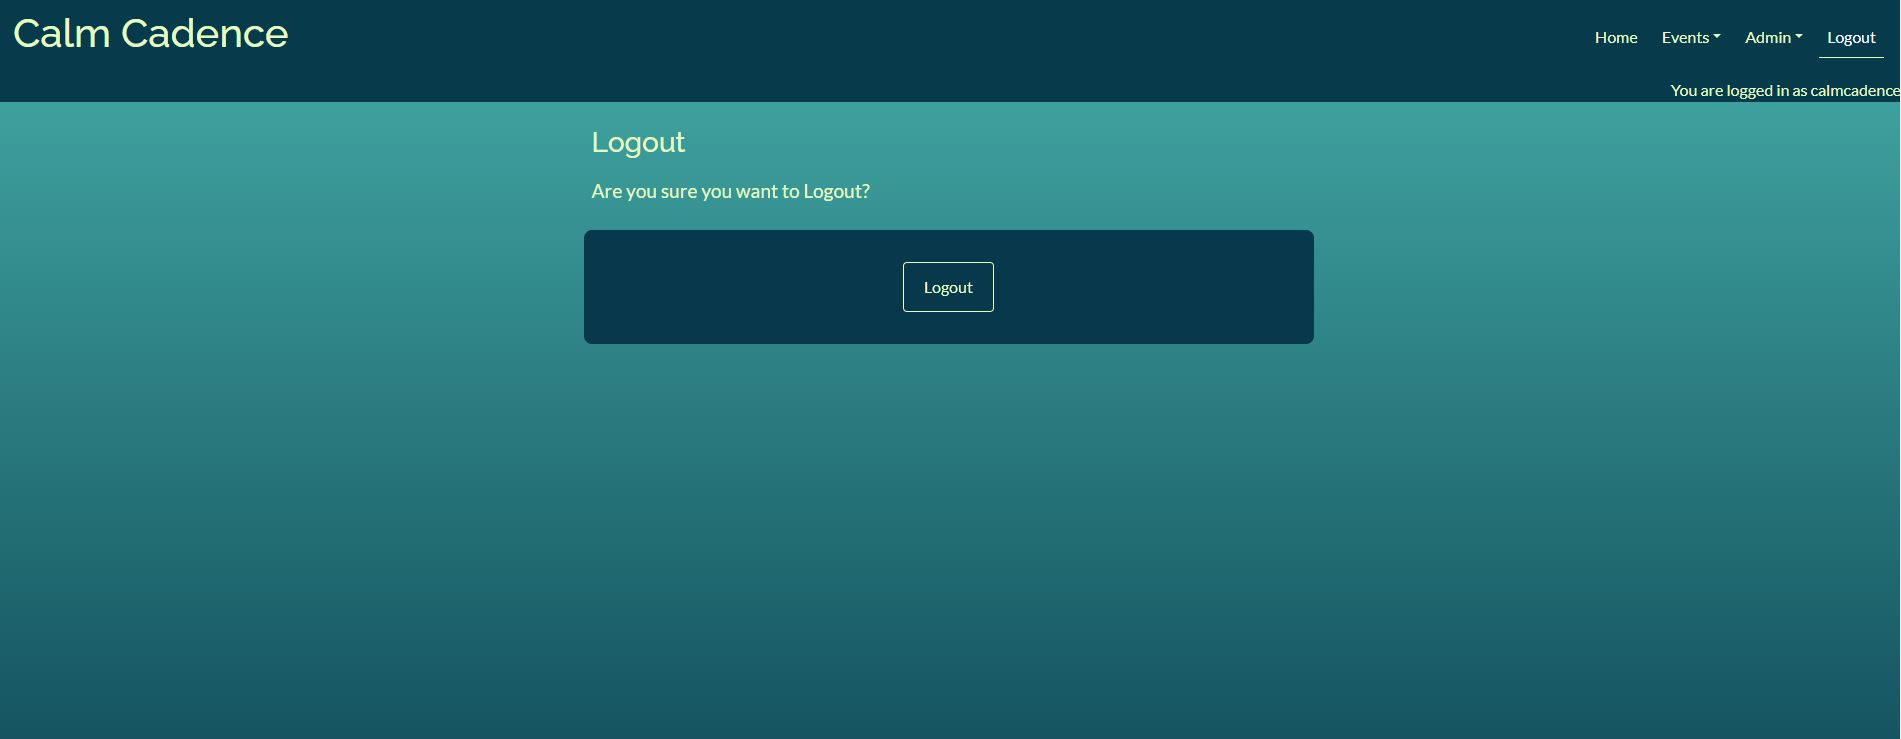 Calm Cadence
Home Events Admin Logout
You are logged in as calmcadence
Logout
Are you sure you want to Logout?
Logout